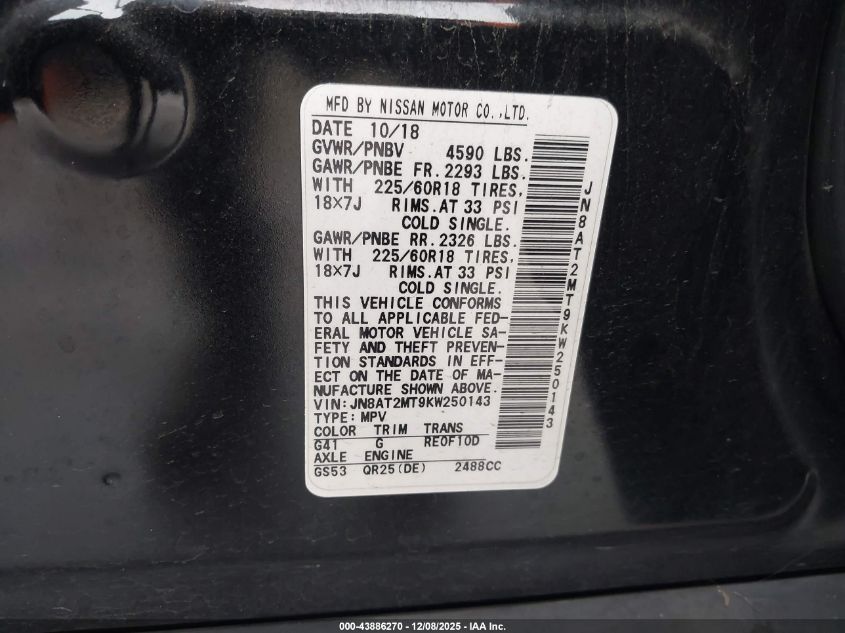 MFD BY NISSAN MOTOR CO.,LTD.
DATE 10/18
GVWR/PNBV 4590 LBS.
GAWR/PNBE FR. 2293 LBS.
WITH 225/60R18 TIRES,
18×7J RIMS.AT 33 PSI
COLD SINGLE.
GAWR/PNBE RR. 2326 LBS.
WITH 225/60R18 TIRES,
18×7J RIMS.AT 33 PSI
COLD SINGLE.
THIS VEHICLE CONFORMS
TO ALL APPLICABLE FED-
ERAL MOTOR VEHICLE SA-
FETY AND THEFT PREVEN-
TION STANDARDS IN EFF-
ECT ON THE DATE OF MA-
NUFACTURE SHOWN ABOVE.
VIN:JN8AT2MT9KW250143
TYPE:MPV
COLOR TRIM TRANS
G41 G RE0F10D
AXLE ENGINE
GS53 QR25(DE) 2488CC
JN8AT2MT9KW250143
000-43886270 - 12/08/2025 - IAA Inc.